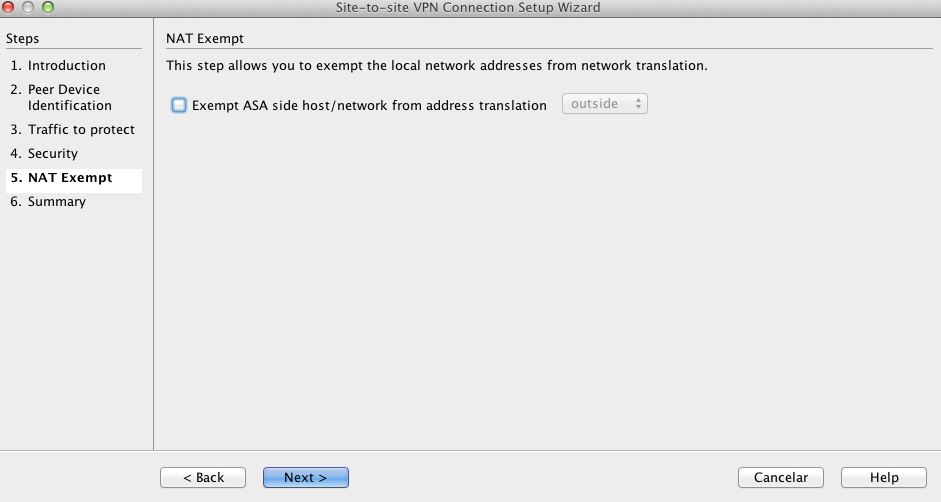 Site-to-site VPN Connection Setup Wizard
Steps
1. Introduction
2. Peer Device
Identification
3. Traffic to protect
4. Security
5. NAT Exempt
6. Summary
NAT Exempt
This step allows you to exempt the local network addresses from network translation.
Exempt ASA side host/network from address translation outside
< Back Next > Cancelar Help